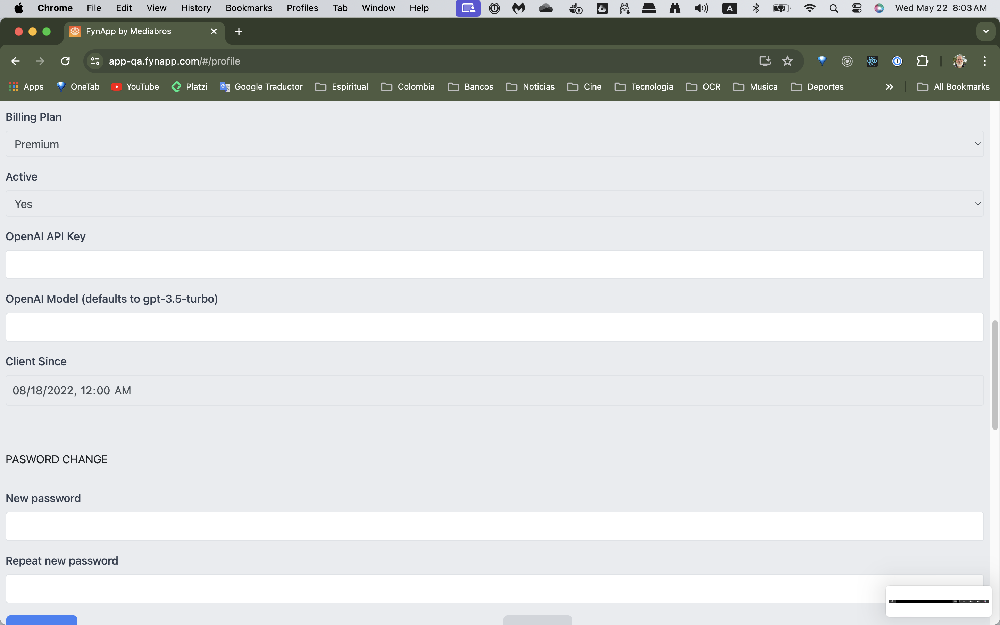 Chrome File Edit View History Bookmarks Profiles Tab Window Help A Wed May 22 8:03 AM
FynApp by Mediabros
app-qa.fynapp.com/#/profile
Apps OneTab YouTube Platzi Google Traductor Espiritual Colombia Bancos Noticias Cine Tecnologia OCR Musica Deportes All Bookmarks
Billing Plan
Premium
Active
Yes
OpenAI API Key
OpenAI Model (defaults to gpt-3.5-turbo)
Client Since
08/18/2022, 12:00 AM
PASWORD CHANGE
New password
Repeat new password